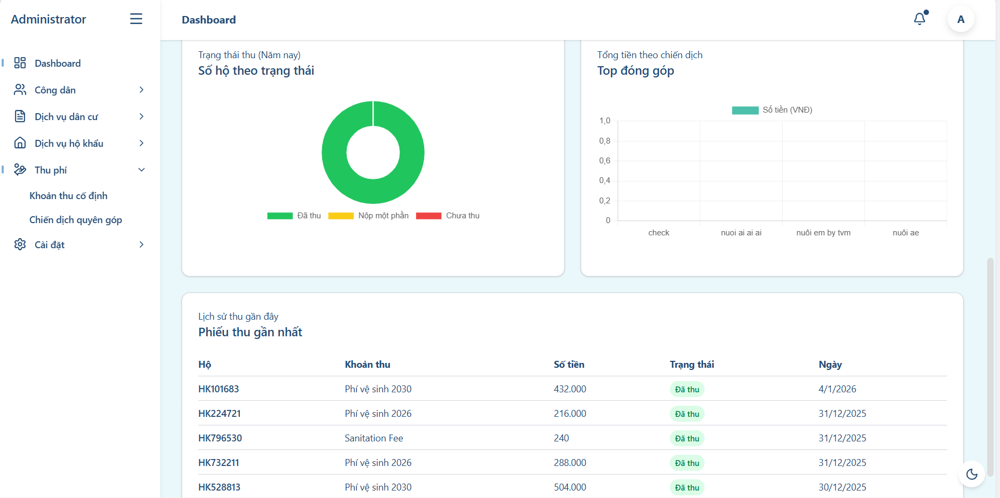 Administrator
Dashboard
A
Dashboard
Công dân
Dịch vụ dân cư
Dịch vụ hộ khẩu
Thu phí
Khoản thu cố định
Chiến dịch quyên góp
Cài đặt
Trạng thái thu (Năm nay)
Số hộ theo trạng thái
Đã thu Nộp một phần Chưa thu
Tổng tiền theo chiến dịch
Top đóng góp
Số tiền (VNĐ)
1,0
0,8
0,6
0,4
0,2
0
check nuoi ai ai ai nuôi em by tvm nuôi ae
Lịch sử thu gần đây
Phiếu thu gần nhất
Hộ Khoản thu Số tiền Trạng thái Ngày
HK101683 Phí vệ sinh 2030 432.000 Đã thu 4/1/2026
HK224721 Phí vệ sinh 2026 216.000 Đã thu 31/12/2025
HK796530 Sanitation Fee 240 Đã thu 31/12/2025
HK732211 Phí vệ sinh 2026 288.000 Đã thu 31/12/2025
HK528813 Phí vệ sinh 2030 504.000 Đã thu 30/12/2025